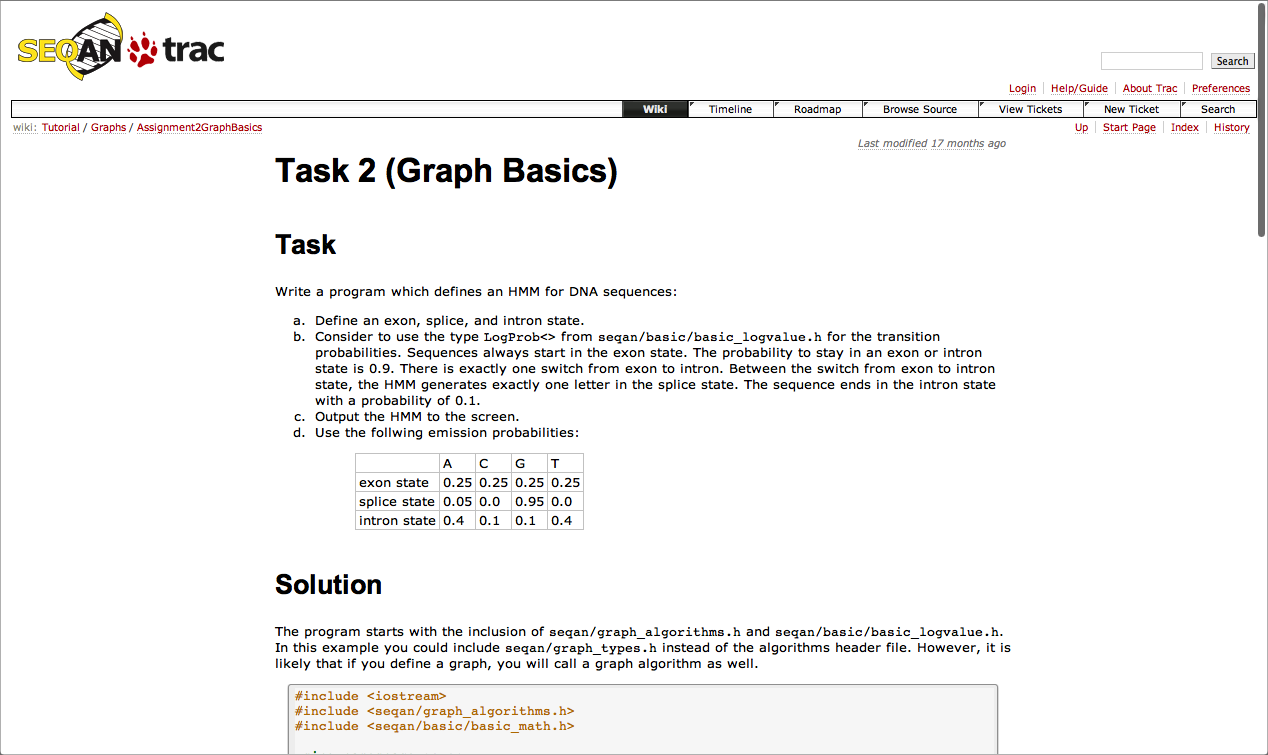 SEQAN trac
Search
Login Help/Guide About Trac Preferences
Wiki Timeline Roadmap Browse Source View Tickets New Ticket Search
wiki: Tutorial / Graphs / Assignment2GraphBasics
Up Start Page Index History
Last modified 17 months ago
Task 2 (Graph Basics)
Task
Write a program which defines an HMM for DNA sequences:
a. Define an exon, splice, and intron state.
b. Consider to use the type LogProb<> from seqan/basic/basic_logvalue.h for the transition
probabilities. Sequences always start in the exon state. The probability to stay in an exon or intron
state is 0.9. There is exactly one switch from exon to intron. Between the switch from exon to intron
state, the HMM generates exactly one letter in the splice state. The sequence ends in the intron state
with a probability of 0.1.
c. Output the HMM to the screen.
d. Use the follwing emission probabilities:
A C G T
exon state 0.25 0.25 0.25 0.25
splice state 0.05 0.0 0.95 0.0
intron state 0.4 0.1 0.1 0.4
Solution
The program starts with the inclusion of seqan/graph_algorithms.h and seqan/basic/basic_logvalue.h.
In this example you could include seqan/graph_types.h instead of the algorithms header file. However, it is
likely that if you define a graph, you will call a graph algorithm as well.
#include <iostream>
#include <seqan/graph_algorithms.h>
#include <seqan/basic/basic_math.h>